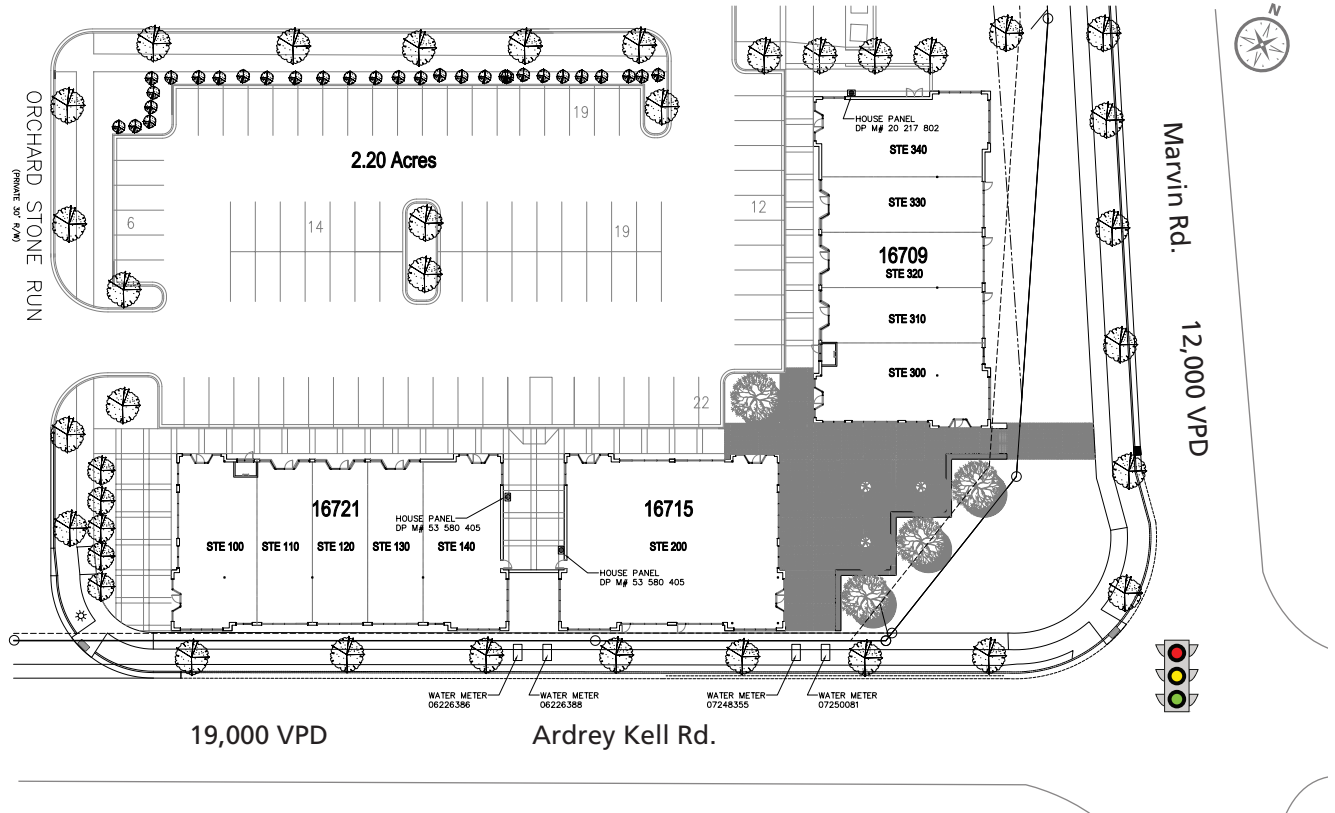 N
19
HOUSE PANEL
DP M# 20 217 802
STE 340
2.20 Acres
ORCHARD STONE RUN
(PRIVATE 30' R/W)
Marvin Rd.
12,000 VPD
6
14
19
12
STE 330
16709
STE 320
STE 310
STE 300
22
16721
HOUSE PANEL
DP M# 53 580 405
STE 100
STE 110
STE 120
STE 130
STE 140
16715
STE 200
HOUSE PANEL
DP M# 53 580 405
WATER METER
06226386
WATER METER
06226388
WATER METER
07248355
WATER METER
07250081
19,000 VPD
Ardrey Kell Rd.